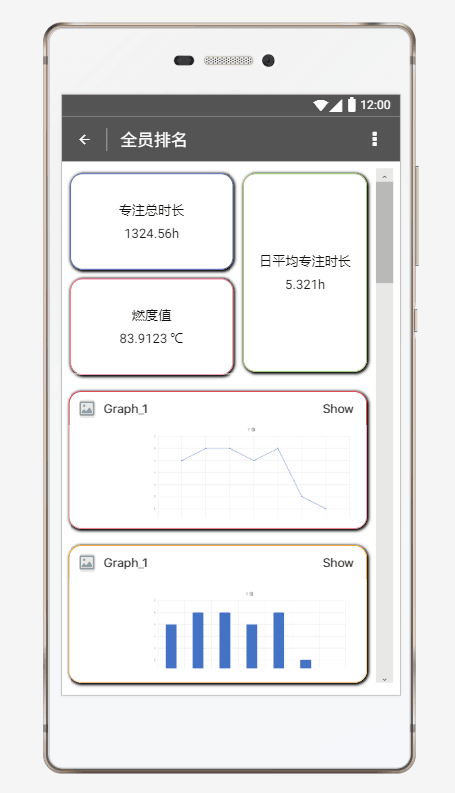 12:00
全员排名
专注总时长
1324.56h
日平均专注时长
5.321h
燃度值
83.9123 ℃
Graph_1
Show
Graph_1
Show